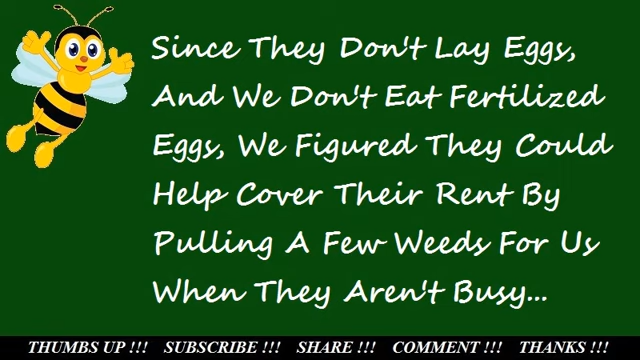 Since They Don't Lay Eggs,
And We Don't Eat Fertilized
Eggs, We Figured They Could
Help Cover Their Rent By
Pulling A Few Weeds For Us
When They Aren't Busy...
THUMBS UP !!! SUBSCRIBE !!! SHARE !!! COMMENT !!! THANKS !!!